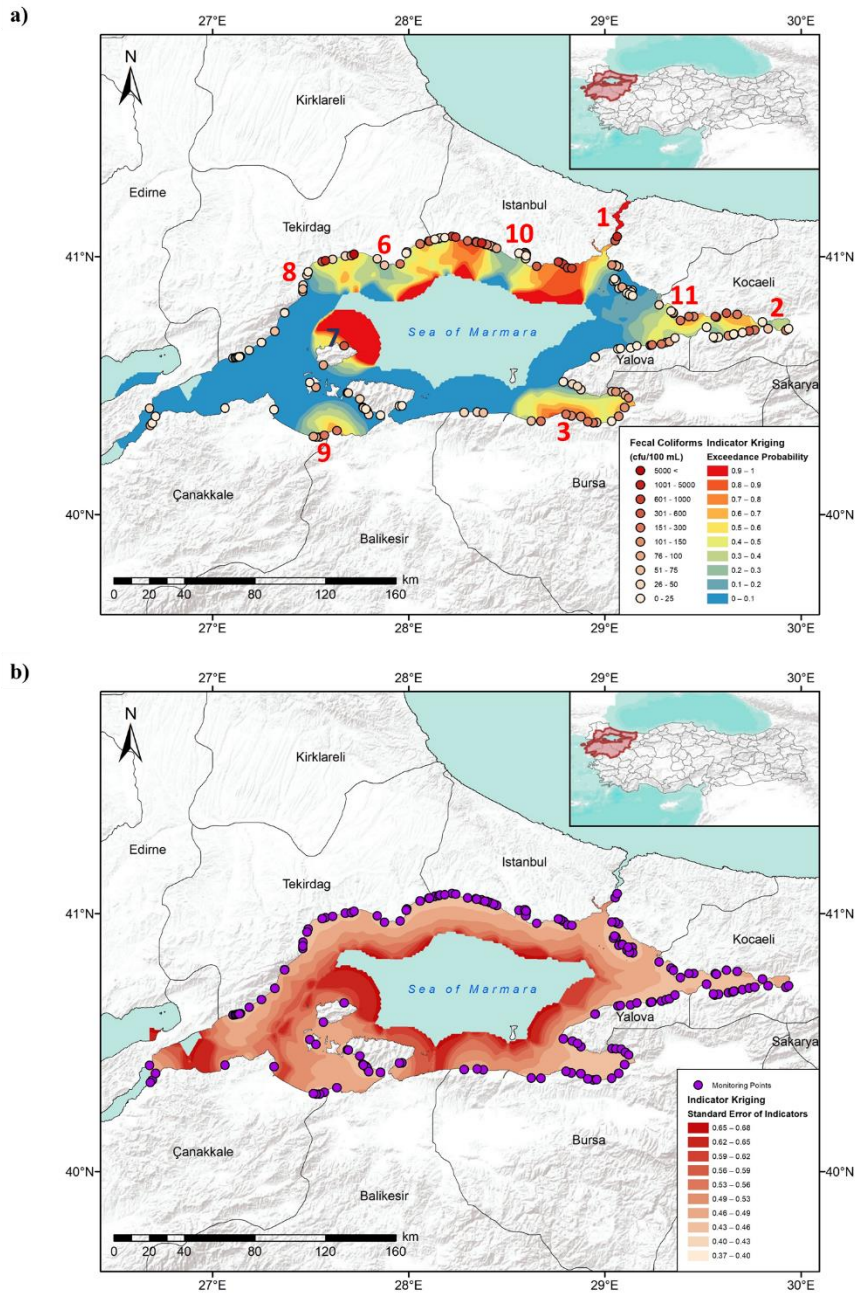 a)
27°E 28°E 29°E 30°E
N
Kirklareli
Edirne
Istanbul
1
Tekirdag
10
41°N 41°N
6
8
Kocaeli
11
2
Sea of Marmara
7
Yalova
Sakarya
3
9
Bursa
Çanakkale
40°N 40°N
Balikesir
0 20 40 80 120 160
km
Fecal Coliforms
(cfu/100 mL)
5000 <
1001 - 5000
601 - 1000
301 - 600
151 - 300
101 - 150
76 - 100
51 - 75
26 - 50
0 - 25
Indicator Kriging
Exceedance Probability
0.9 – 1
0.8 – 0.9
0.7 – 0.8
0.6 – 0.7
0.5 – 0.6
0.4 – 0.5
0.3 – 0.4
0.2 – 0.3
0.1 – 0.2
0 – 0.1
27°E 28°E 29°E 30°E
b)
27°E 28°E 29°E 30°E
N
Kirklareli
Edirne
Istanbul
Tekirdag
41°N 41°N
Kocaeli
Sea of Marmara
Yalova
Sakarya
Bursa
Çanakkale
40°N 40°N
Balikesir
0 20 40 80 120 160
km
Monitoring Points
Indicator Kriging
Standard Error of Indicators
0.65 – 0.68
0.62 – 0.65
0.59 – 0.62
0.56 – 0.59
0.53 – 0.56
0.49 – 0.53
0.46 – 0.49
0.43 – 0.46
0.40 – 0.43
0.37 – 0.40
27°E 28°E 29°E 30°E